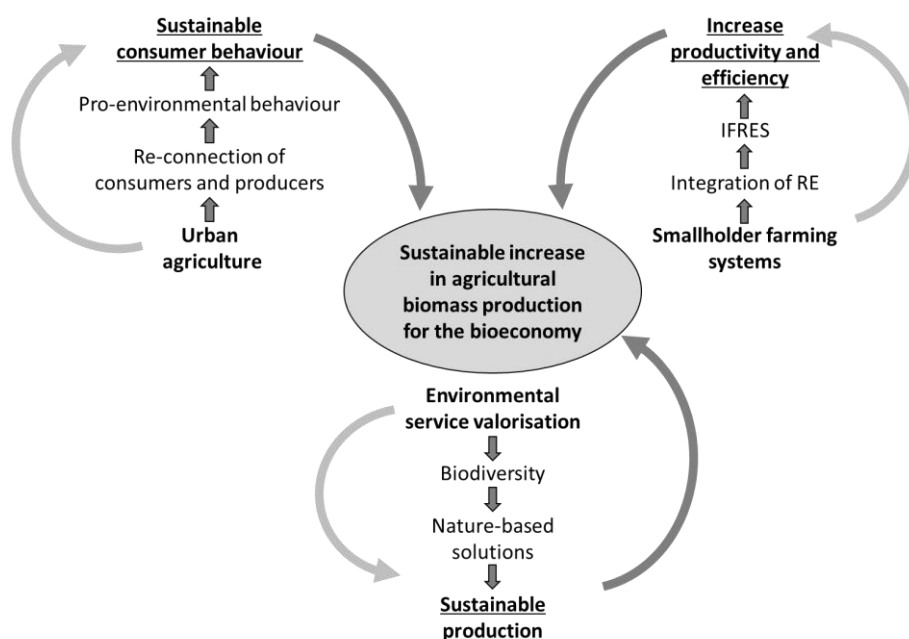 Sustainable
consumer behaviour
Pro-environmental behaviour
Re-connection of
consumers and producers
Urban
agriculture
Increase
productivity and
efficiency
IFRES
Integration of RE
Smallholder farming
systems
Sustainable increase
in agricultural
biomass production
for the bioeconomy
Environmental
service valorisation
Biodiversity
Nature-based
solutions
Sustainable
production